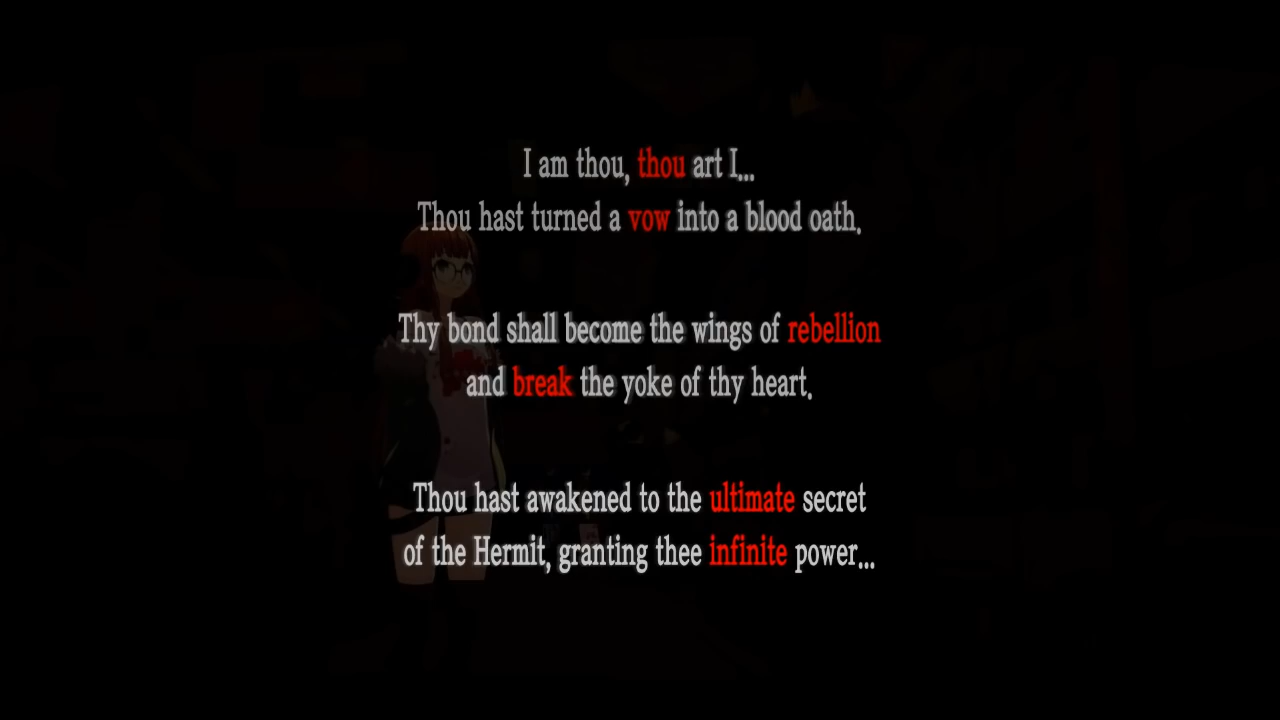 I am thou, thou art I...
Thou hast turned a vow into a blood oath.
Thy bond shall become the wings of rebellion
and break the yoke of thy heart.
Thou hast awakened to the ultimate secret
of the Hermit, granting thee infinite power...